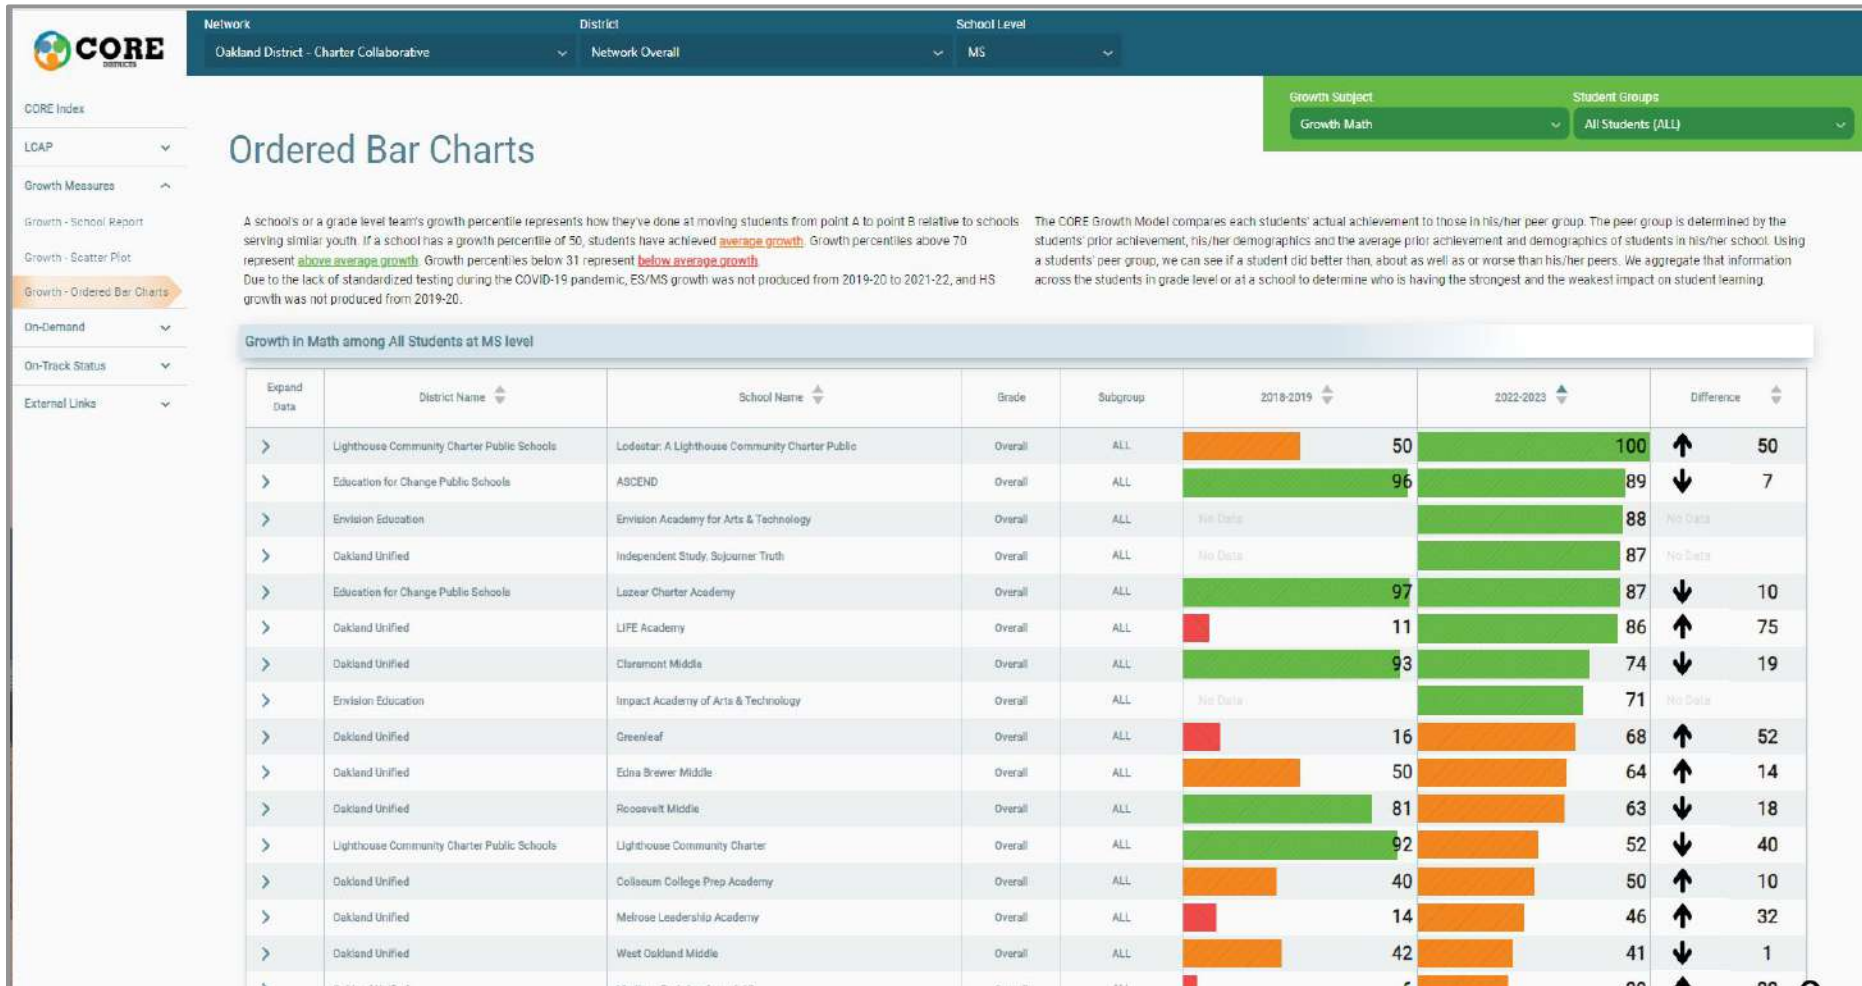 CORE
DISTRICTS
Network
District
School Level
Oakland District - Charter Collaborative
Network Overall
MS
Growth Subject
Student Groups
Growth Math
All Students (ALL)
CORE Index
LCAP
Growth Measures
Growth - School Report
Growth - Scatter Plot
Growth - Ordered Bar Charts
On-Demand
On-Track Status
External Links
Ordered Bar Charts
A school's or a grade level team's growth percentile represents how they've done at moving students from point A to point B relative to schools
serving similar youth. If a school has a growth percentile of 50, students have achieved average growth. Growth percentiles above 70
represent above average growth. Growth percentiles below 31 represent below average growth.
Due to the lack of standardized testing during the COVID-19 pandemic, ES/MS growth was not produced from 2019-20 to 2021-22, and HS
growth was not produced from 2019-20.
The CORE Growth Model compares each students' actual achievement to those in his/her peer group. The peer group is determined by the
students' prior achievement, his/her demographics and the average prior achievement and demographics of students in his/her school. Using
a students' peer group, we can see if a student did better than, about as well as or worse than his/her peers. We aggregate that information
across the students in grade level or at a school to determine who is having the strongest and the weakest impact on student learning.
Growth in Math among All Students at MS level
Expand Data District Name School Name Grade Subgroup 2018-2019 2022-2023 Difference
Lighthouse Community Charter Public Schools Lodestar: A Lighthouse Community Charter Public Overall ALL 50 100 50
Education for Change Public Schools ASCEND Overall ALL 96 89 7
Envision Education Envision Academy for Arts & Technology Overall ALL No Data 88 No Data
Oakland Unified Independent Study, Sojourner Truth Overall ALL No Data 87 No Data
Education for Change Public Schools Lazear Charter Academy Overall ALL 97 87 10
Oakland Unified LIFE Academy Overall ALL 11 86 75
Oakland Unified Claremont Middle Overall ALL 93 74 19
Envision Education Impact Academy of Arts & Technology Overall ALL No Data 71 No Data
Oakland Unified Greenleaf Overall ALL 16 68 52
Oakland Unified Edna Brewer Middle Overall ALL 50 64 14
Oakland Unified Roosevelt Middle Overall ALL 81 63 18
Lighthouse Community Charter Public Schools Lighthouse Community Charter Overall ALL 92 52 40
Oakland Unified Coliseum College Prep Academy Overall ALL 40 50 10
Oakland Unified Melrose Leadership Academy Overall ALL 14 46 32
Oakland Unified West Oakland Middle Overall ALL 42 41 1